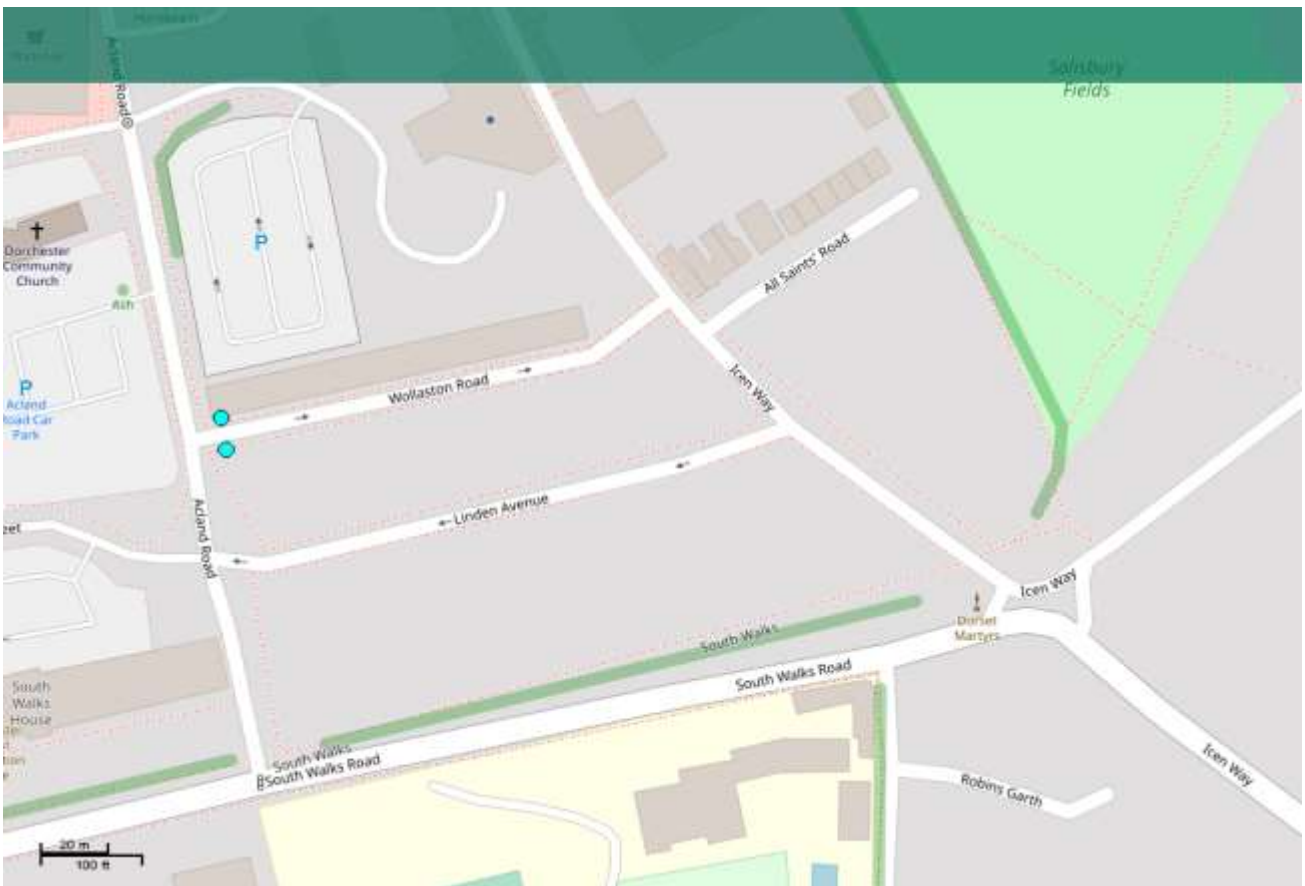 Acland Road
Salisbury
Fields
Dorchester
Community
Church
Ash
P
P
Acland
Road Car
Park
Wollaston Road
All Saints' Road
Icen Way
Linden Avenue
eet
Acland Road
Icen Way
Dorset
Martyrs
South Walks
South Walks Road
South
Walks
House
South Walks
South Walks Road
Robins Garth
Icen Way
20 m
100 ft